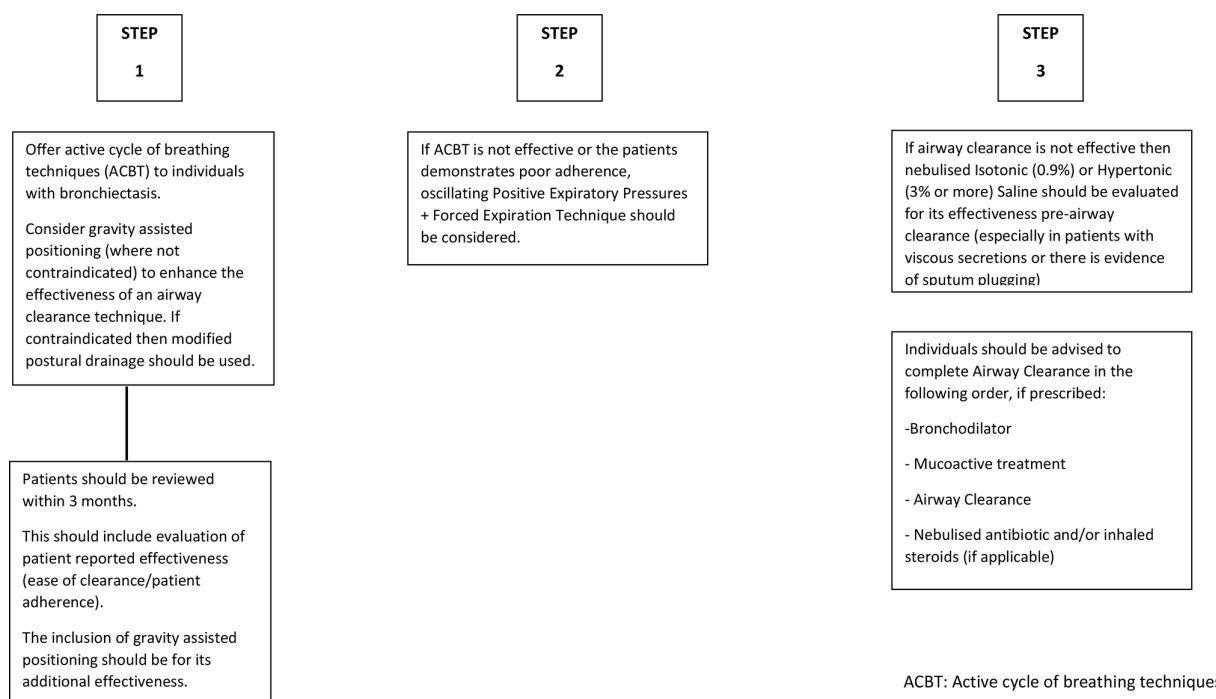 STEP
1
Offer active cycle of breathing
techniques (ACBT) to individuals
with bronchiectasis.
Consider gravity assisted
positioning (where not
contraindicated) to enhance the
effectiveness of an airway
clearance technique. If
contraindicated then modified
postural drainage should be used.
Patients should be reviewed
within 3 months.
This should include evaluation of
patient reported effectiveness
(ease of clearance/patient
adherence).
The inclusion of gravity assisted
positioning should be for its
additional effectiveness.
STEP
2
If ACBT is not effective or the patients
demonstrates poor adherence,
oscillating Positive Expiratory Pressures
+ Forced Expiration Technique should
be considered.
STEP
3
If airway clearance is not effective then
nebulised Isotonic (0.9%) or Hypertonic
(3% or more) Saline should be evaluated
for its effectiveness pre-airway
clearance (especially in patients with
viscous secretions or there is evidence
of sputum plugging)
Individuals should be advised to
complete Airway Clearance in the
following order, if prescribed:
-Bronchodilator
- Mucoactive treatment
- Airway Clearance
- Nebulised antibiotic and/or inhaled
steroids (if applicable)
ACBT: Active cycle of breathing techniques